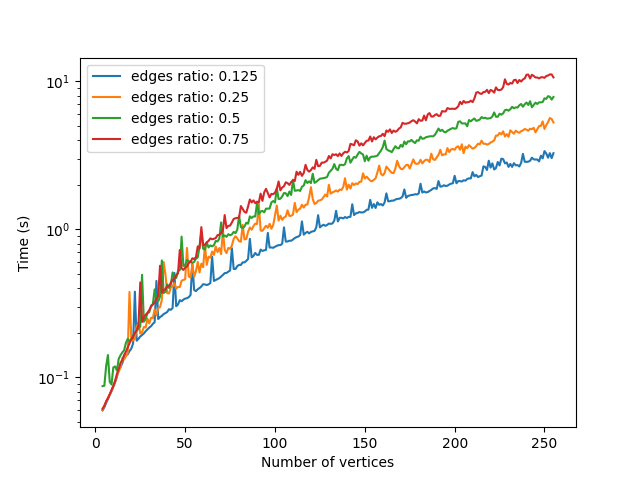 edges ratio: 0.125
edges ratio: 0.25
edges ratio: 0.5
edges ratio: 0.75
10¹
10⁰
10⁻¹
Time (s)
0 50 100 150 200 250
Number of vertices